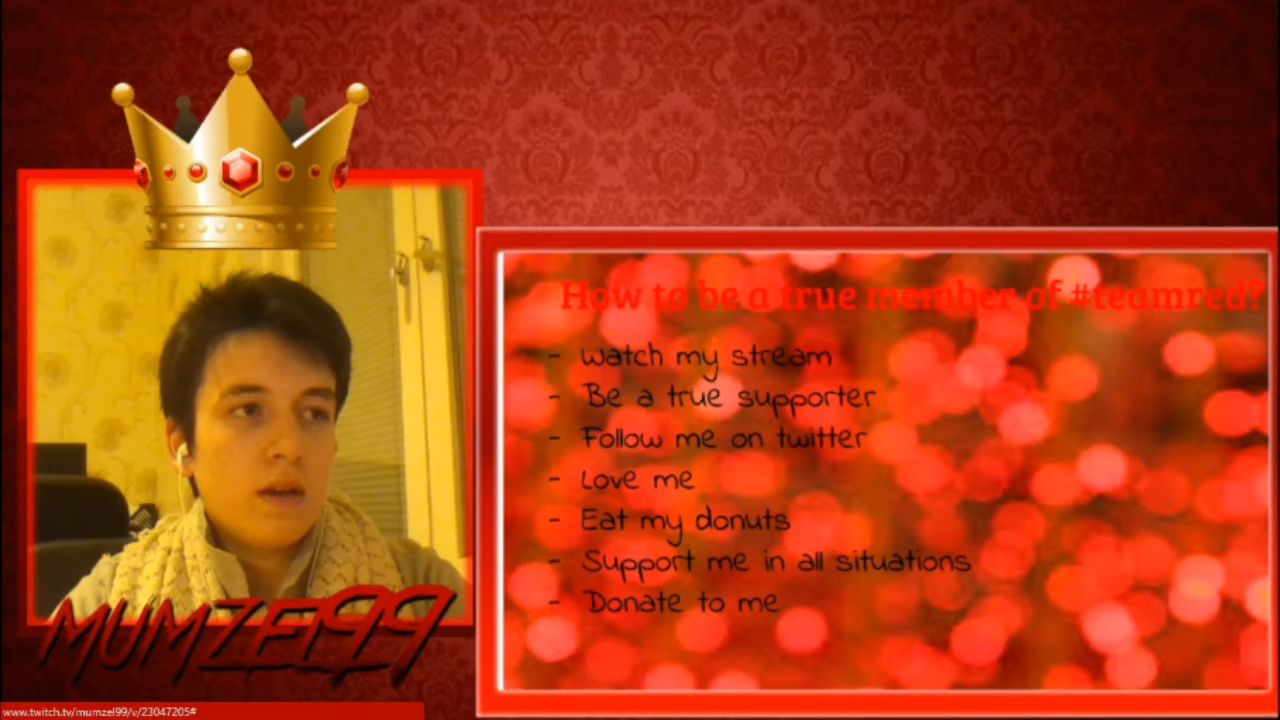 How to be a true member of #teamred?
- Watch my stream
- Be a true supporter
- Follow me on twitter
- Love me
- Eat my donuts
- Support me in all situations
- Donate to me
MUMZEl99
www.twitch.tv/mumzel99/v/23047205#